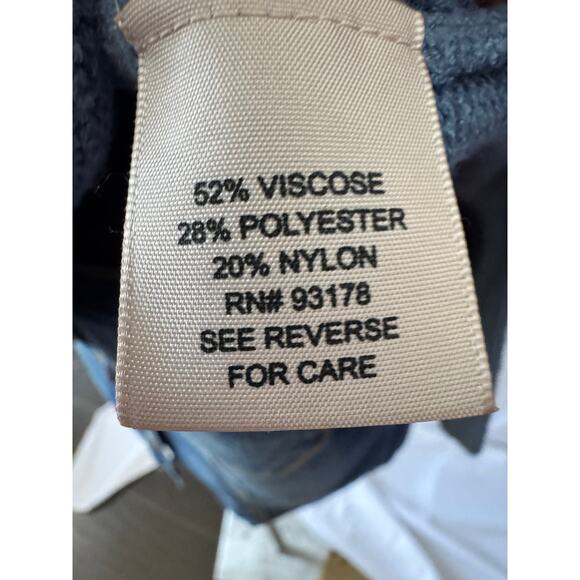 52% VISCOSE
28% POLYESTER
20% NYLON
RN# 93178
SEE REVERSE
FOR CARE